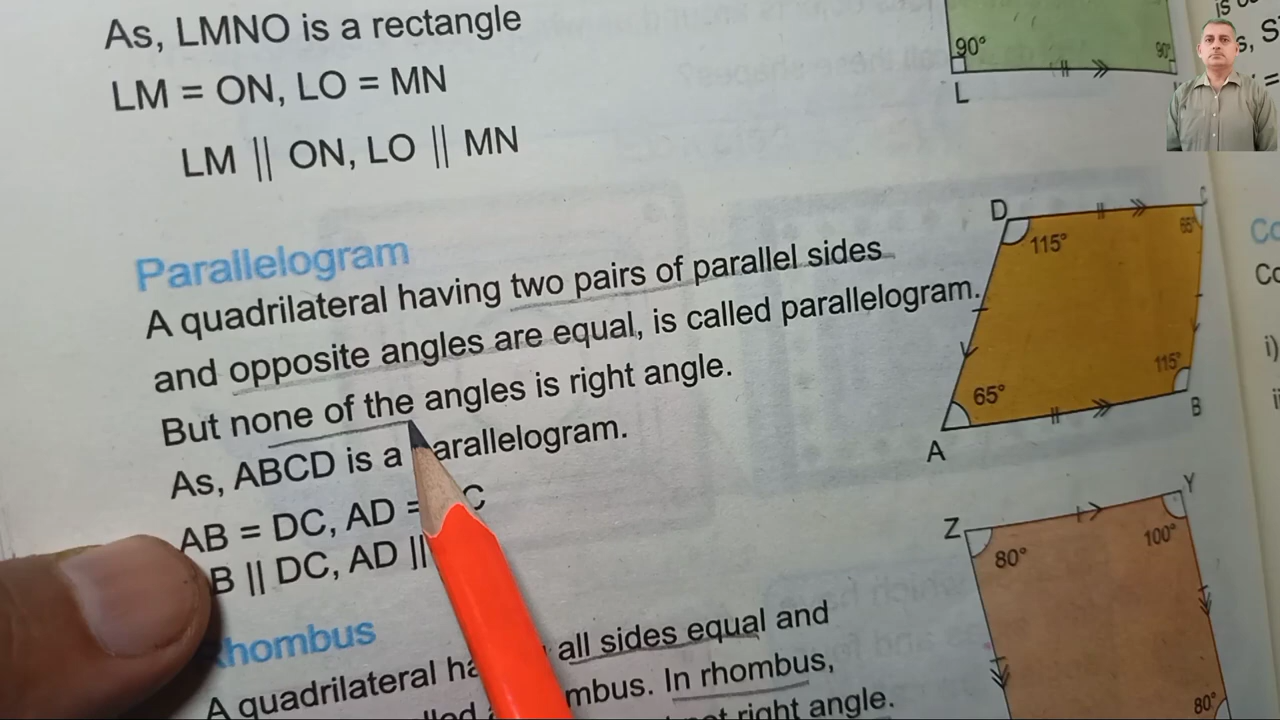 As, LMNO is a rectangle
LM = ON, LO = MN
LM || ON, LO || MN
90°
90°
L
Parallelogram
A quadrilateral having two pairs of parallel sides
and opposite angles are equal, is called parallelogram.
But none of the angles is right angle.
As, ABCD is a parallelogram.
AB = DC, AD = C
B || DC, AD ||
D
115°
65°
65°
115°
A
B
hombus
A quadrilateral all sides equal and
mbus. In rhombus,
right angle.
Z
Y
80°
100°
80°
i)